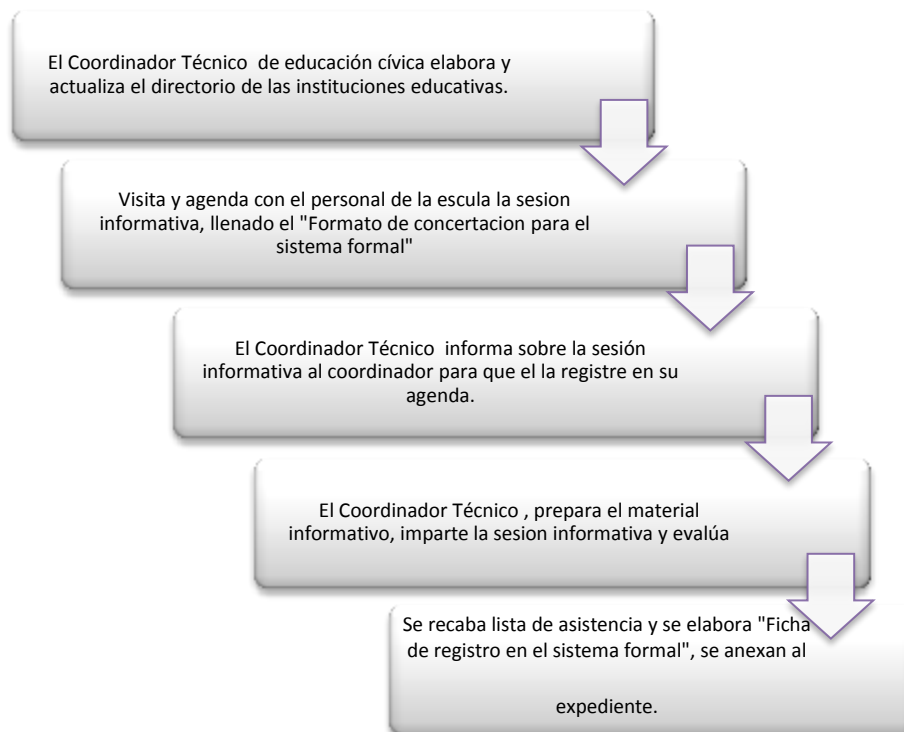 El Coordinador Técnico  de educación cívica elabora y
actualiza el directorio de las instituciones educativas.
Visita y agenda con el personal de la escula la sesion
informativa, llenado el "Formato de concertacion para el
sistema formal"
El Coordinador Técnico  informa sobre la sesión
informativa al coordinador para que el la registre en su
agenda.
El Coordinador Técnico , prepara el material
informativo, imparte la sesion informativa y evalúa
Se recaba lista de asistencia y se elabora "Ficha
de registro en el sistema formal", se anexan al
expediente.